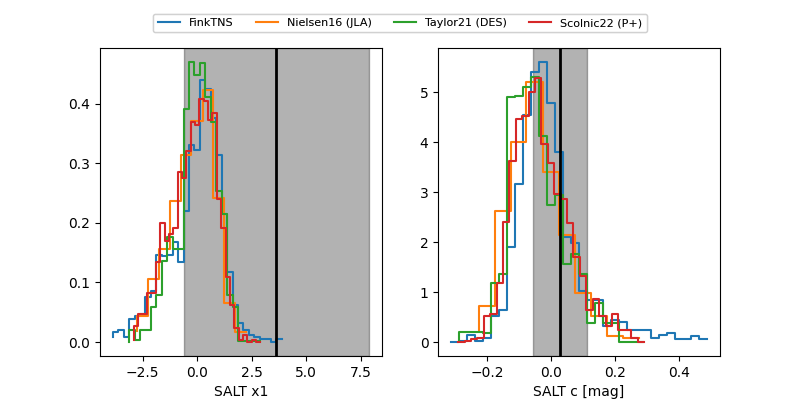 FinkTNS Nielsen16 (JLA) Taylor21 (DES) Scolnic22 (P+)
0.4
0.3
0.2
0.1
0.0
−2.5 0.0 2.5 5.0 7.5
SALT x1
5
4
3
2
1
0
−0.2 0.0 0.2 0.4
SALT c [mag]